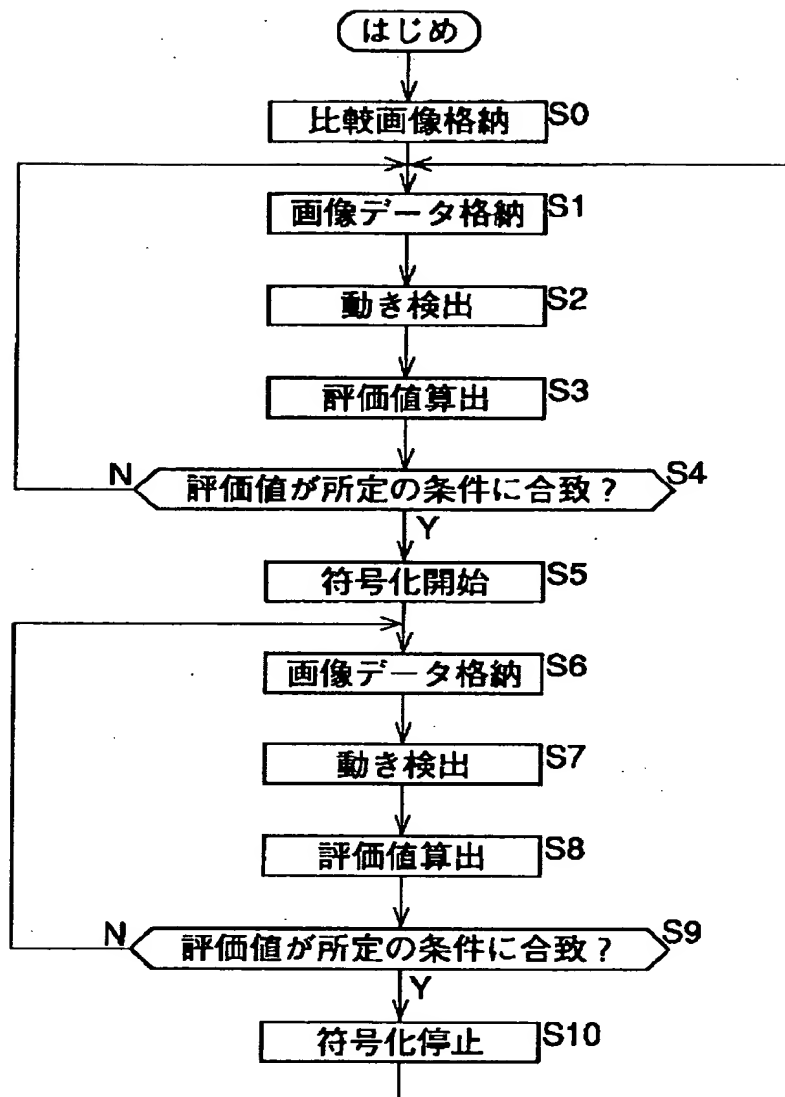 はじめ
比較画像格納 S0
画像データ格納 S1
動き検出 S2
評価値算出 S3
N 評価値が所定の条件に合致? S4
Y
符号化開始 S5
画像データ格納 S6
動き検出 S7
評価値算出 S8
N 評価値が所定の条件に合致? S9
Y
符号化停止 S10